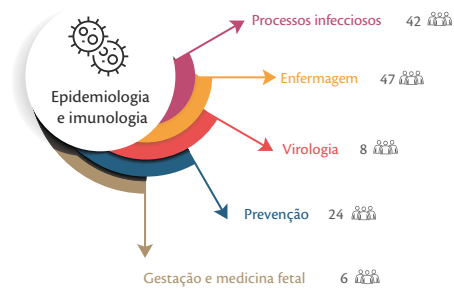 Processos infecciosos 42
Epidemiologia
e imunologia
Enfermagem 47
Virologia 8
Prevenção 24
Gestação e medicina fetal 6